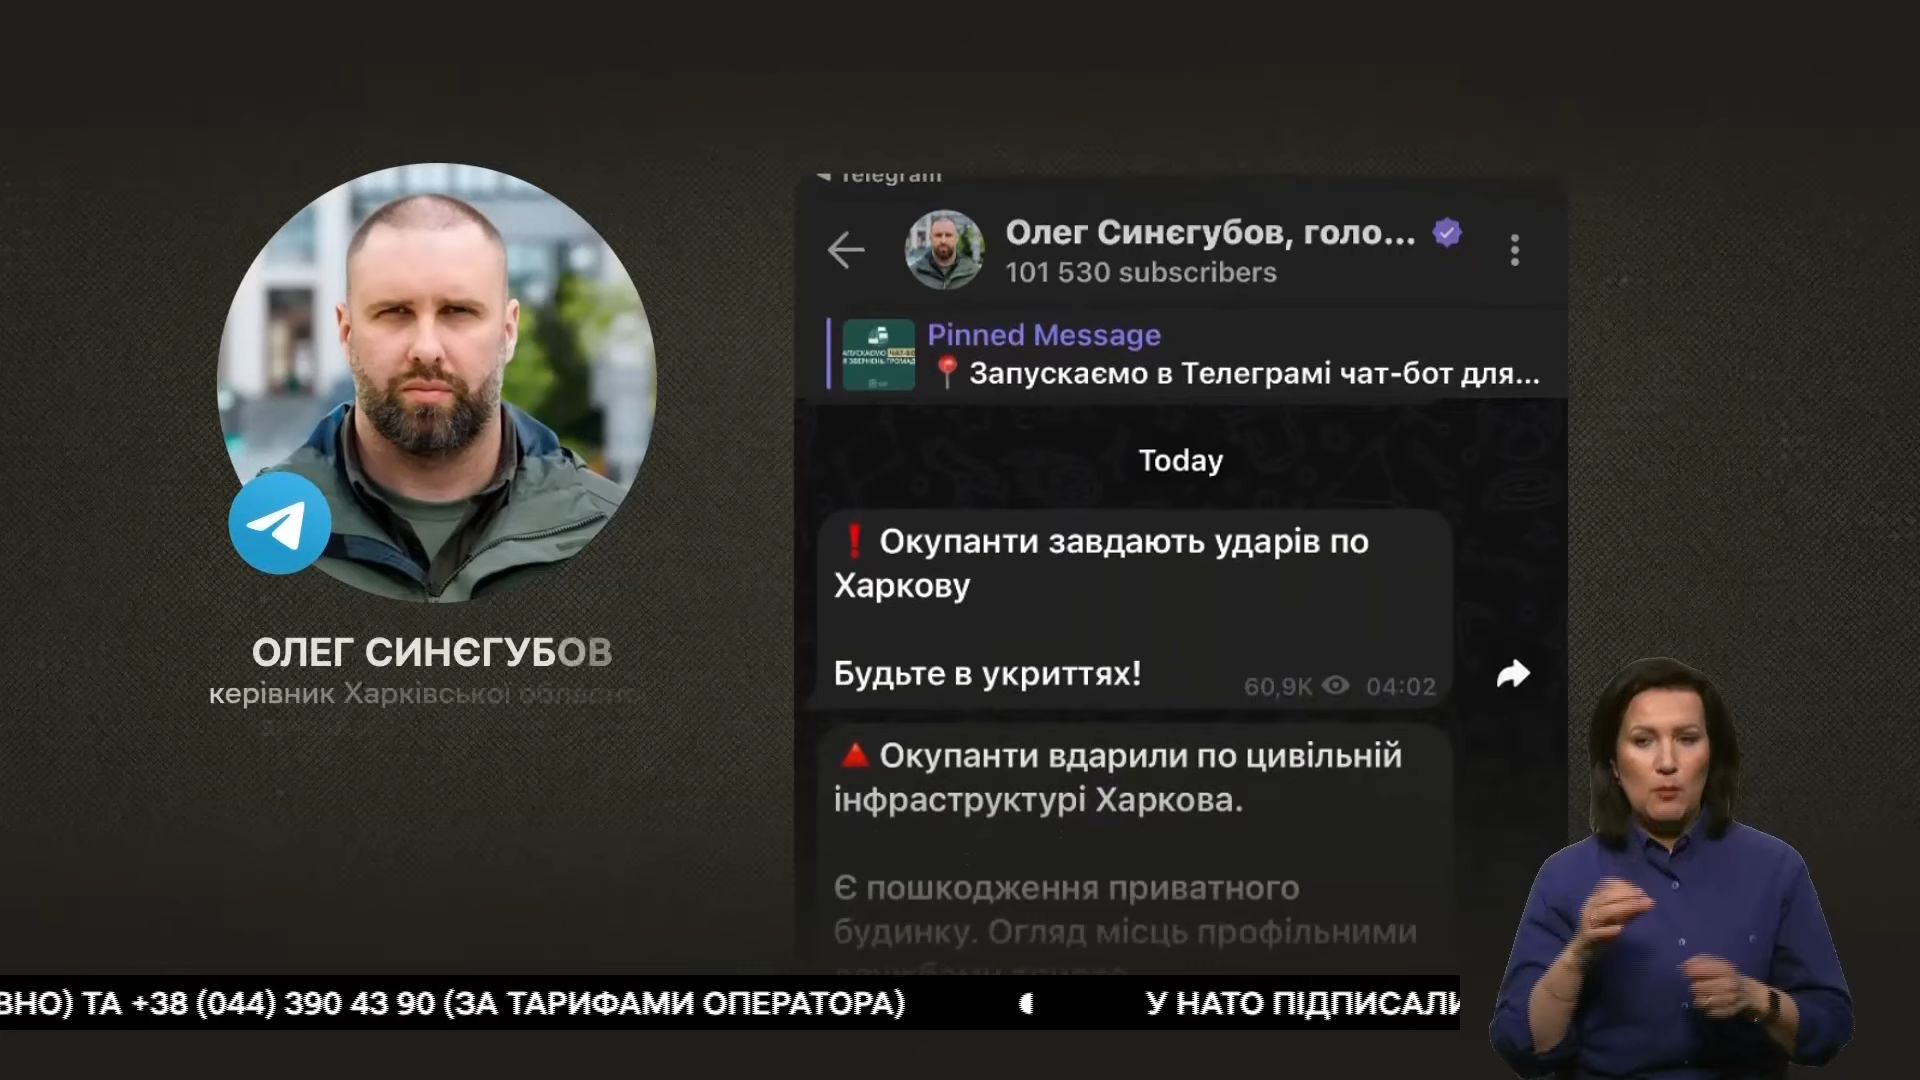 ОЛЕГ СИНЄГУБОВ
керівник Харківської обласної
Telegram
Олег Синєгубов, голо...
101 530 subscribers
Pinned Message
📍 Запускаємо в Телеграмі чат-бот для...
Today
❗ Окупанти завдають ударів по
Харкову
Будьте в укриттях!
60,9K 04:02
🔺 Окупанти вдарили по цивільній
інфраструктурі Харкова.
Є пошкодження приватного
будинку. Огляд місць профільними
ВНО) ТА +38 (044) 390 43 90 (ЗА ТАРИФАМИ ОПЕРАТОРА)
У НАТО ПІДПИСАЛИ